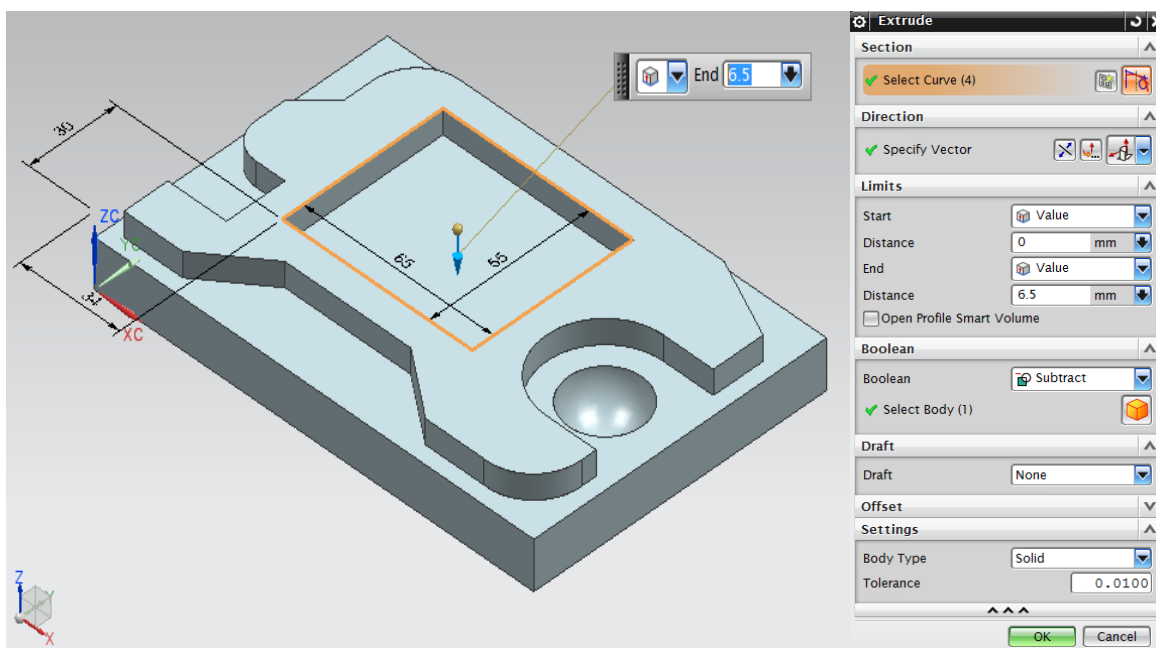 Extrude
Section
Select Curve (4)
Direction
Specify Vector
Limits
Start Value
Distance 0 mm
End Value
Distance 6.5 mm
Open Profile Smart Volume
Boolean
Boolean Subtract
Select Body (1)
Draft
Draft None
Offset
Settings
Body Type Solid
Tolerance 0.0100
OK Cancel
End 6.5
30
ZC
YC
65
55
34
XC
Z
Y
X